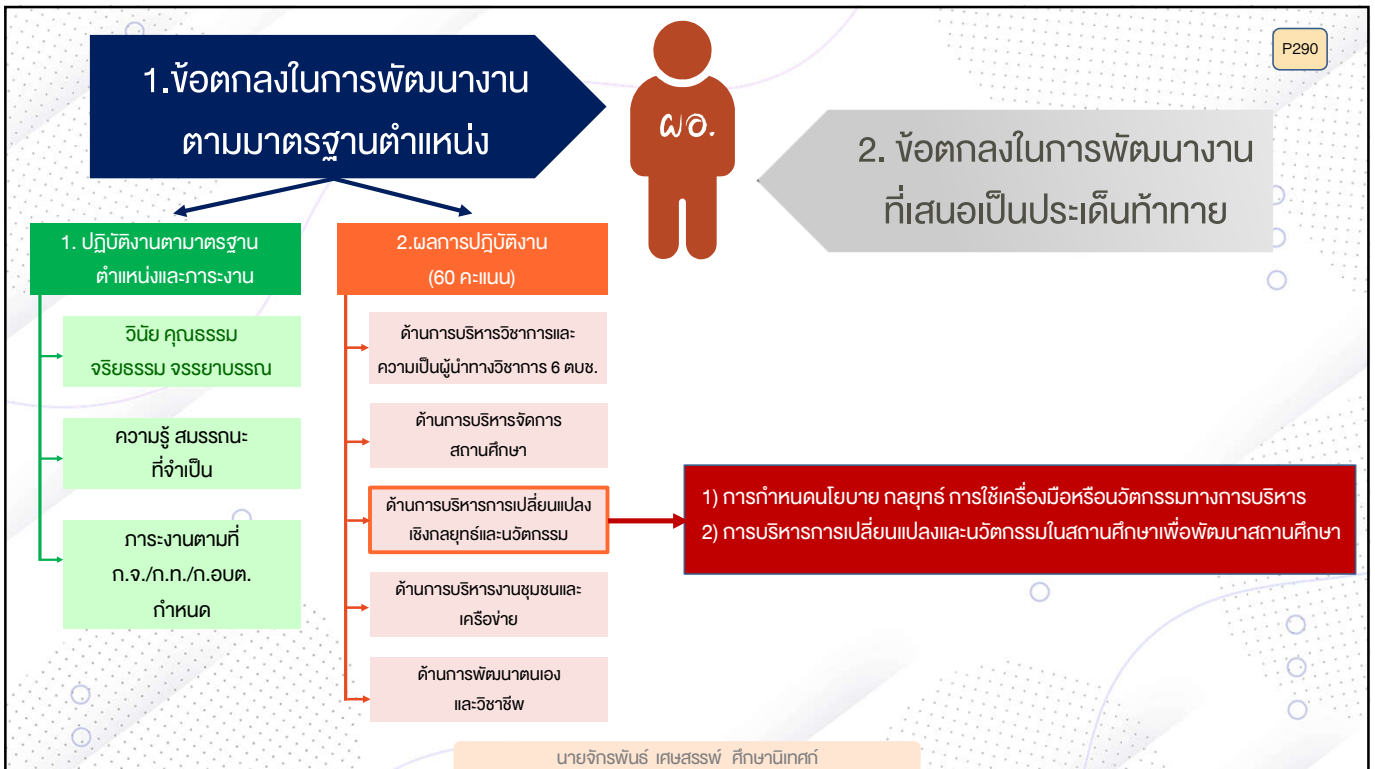 P290
1.ข้อตกลงในการพัฒนางาน
ตามมาตรฐานตำแหน่ง
ผอ.
2. ข้อตกลงในการพัฒนางาน
ที่เสนอเป็นประเด็นท้าทาย
1. ปฏิบัติงานตามาตรฐาน
ตำแหน่งและภาระงาน
วินัย คุณธรรม
จริยธรรม จรรยาบรรณ
ความรู้ สมรรถนะ
ที่จำเป็น
ภาระงานตามที่
ก.จ./ก.ท./ก.อบต.
กำหนด
2.ผลการปฎิบัติงาน
(60 คะแนน)
ด้านการบริหารวิชาการและ
ความเป็นผู้นำทางวิชาการ 6 ตบช.
ด้านการบริหารจัดการ
สถานศึกษา
ด้านการบริหารการเปลี่ยนแปลง
เชิงกลยุทธ์และนวัตกรรม
ด้านการบริหารงานชุมชนและ
เครือข่าย
ด้านการพัฒนาตนเอง
และวิชาชีพ
1) การกำหนดนโยบาย กลยุทธ์ การใช้เครื่องมือหรือนวัตกรรมทางการบริหาร
2) การบริหารการเปลี่ยนแปลงและนวัตกรรมในสถานศึกษาเพื่อพัฒนาสถานศึกษา
นายจักรพันธ์ เศษสรรพ์ ศึกษานิเทศก์